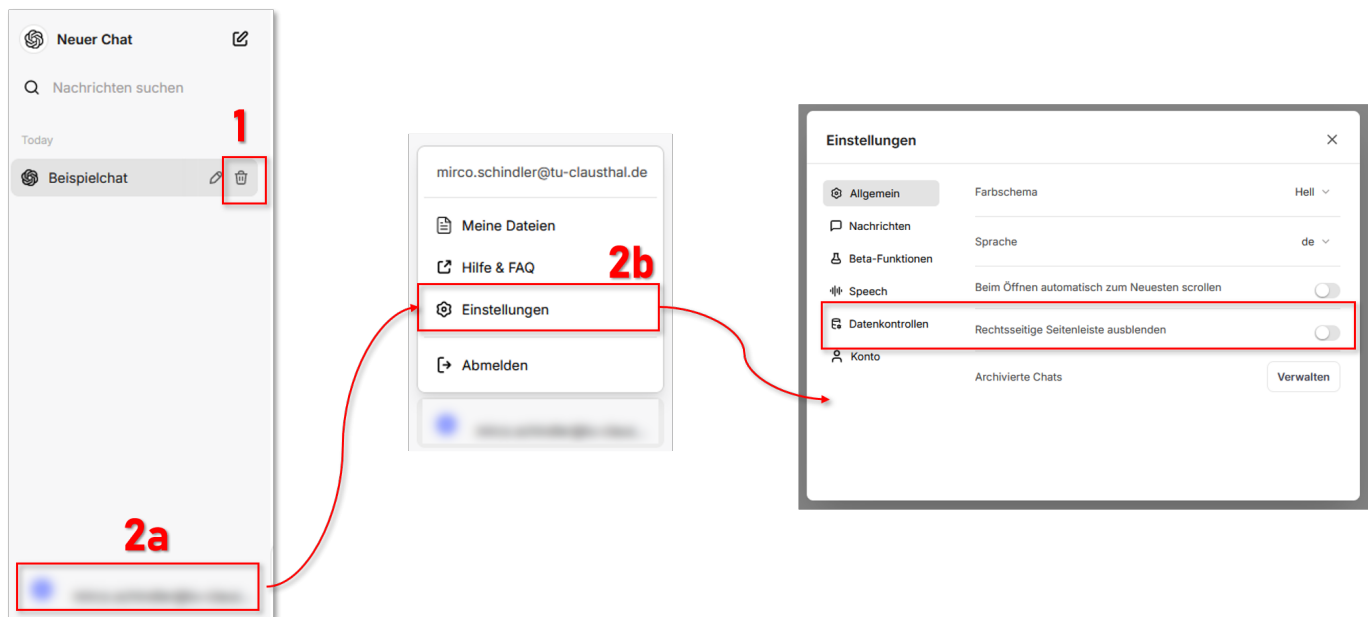 Neuer Chat
Nachrichten suchen
1
Today
Beispielchat
2a
mirco.schindler@tu-clausthal.de
Meine Dateien
Hilfe & FAQ
2b
Einstellungen
Abmelden
Einstellungen
Allgemein
Nachrichten
Beta-Funktionen
Speech
Datenkontrollen
Konto
Farbschema
Hell
Sprache
de
Beim Öffnen automatisch zum Neuesten scrollen
Rechtsseitige Seitenleiste ausblenden
Archivierte Chats
Verwalten